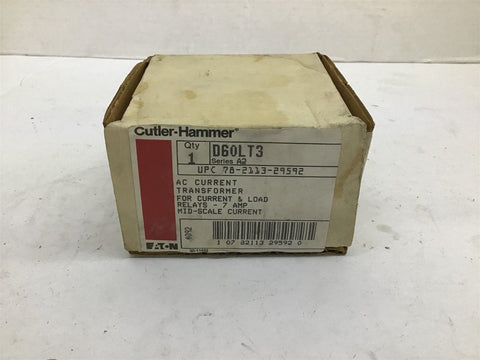 Cutler-Hammer®
Qty 1 D60LT3
Series A2
UPC 78-2113-29592
AC CURRENT
TRANSFORMER
FOR CURRENT & LOAD
RELAYS - 7 AMP
MID-SCALE CURRENT
EATON
1 07 82113 29592 0